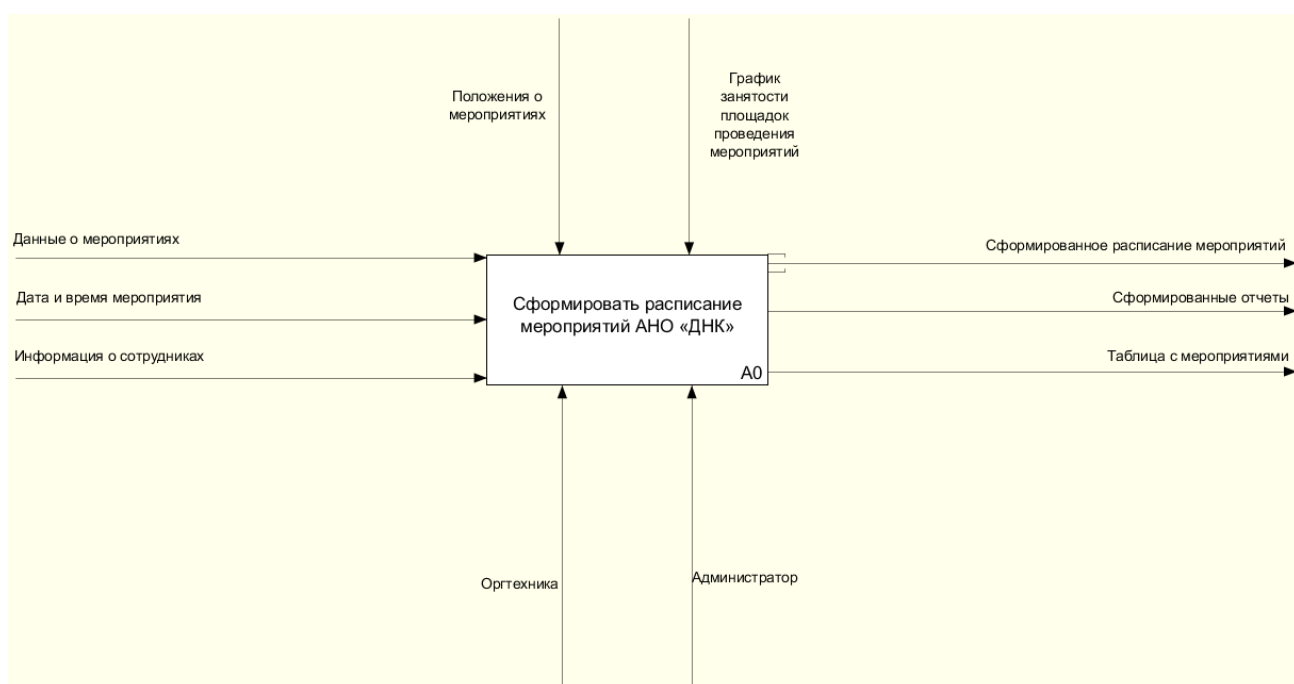 Положения о
мероприятиях
График
занятости
площадок
проведения
мероприятий
Данные о мероприятиях
Дата и время мероприятия
Информация о сотрудниках
Сформировать расписание
мероприятий АНО «ДНК»
A0
Сформированное расписание мероприятий
Сформированные отчеты
Таблица с мероприятиями
Оргтехника
Администратор